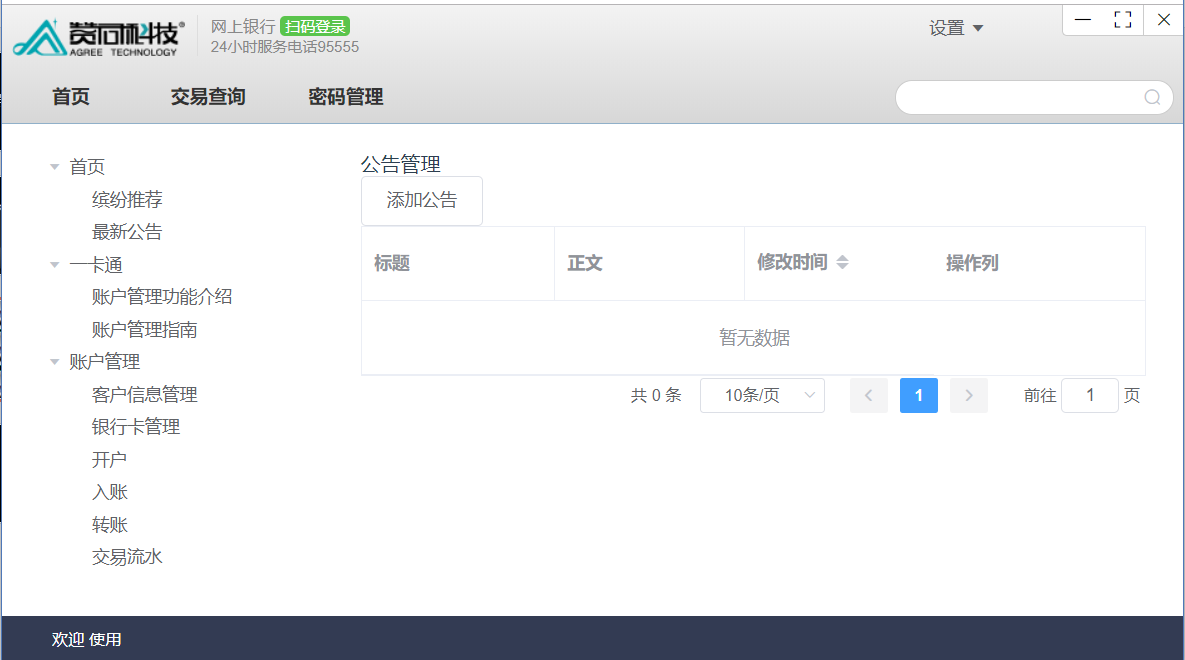 赞同科技®
AGREE TECHNOLOGY
网上银行 扫码登录
24小时服务电话95555
设置
首页 交易查询 密码管理
首页
缤纷推荐
最新公告
一卡通
账户管理功能介绍
账户管理指南
账户管理
客户信息管理
银行卡管理
开户
入账
转账
交易流水
公告管理
添加公告
标题 正文 修改时间 操作列
暂无数据
共 0 条 10条/页 1 前往 1 页
欢迎 使用